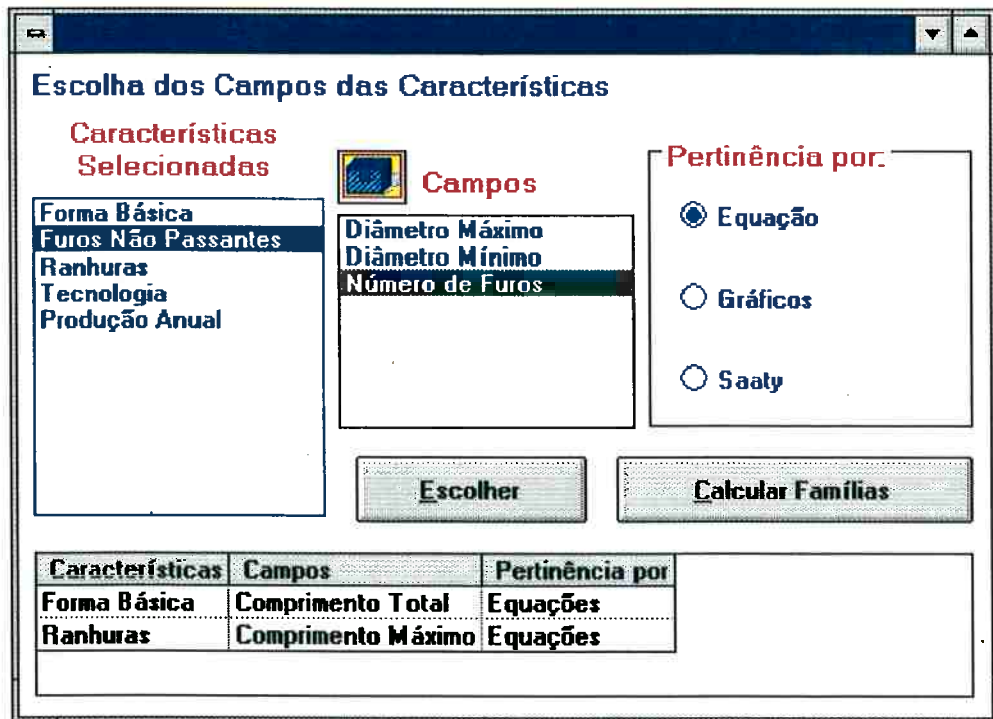 Escolha dos Campos das Características
Características
Selecionadas
Forma Básica
Furos Não Passantes
Ranhuras
Tecnologia
Produção Anual
Campos
Diâmetro Máximo
Diâmetro Mínimo
Número de Furos
Pertinência por:
Equação
Gráficos
Saaty
Escolher
Calcular Famílias
Características Campos Pertinência por
Forma Básica Comprimento Total Equações
Ranhuras Comprimento Máximo Equações